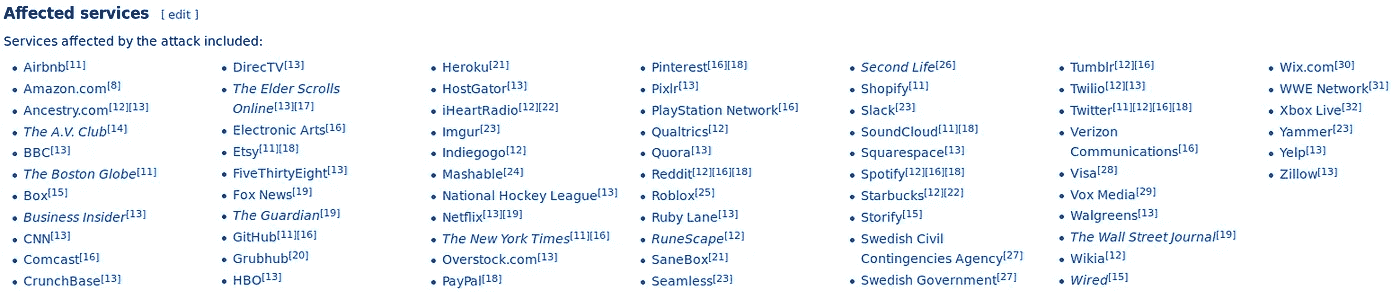 Affected services [ edit ]
Services affected by the attack included:
• Airbnb[11]
• Amazon.com[8]
• Ancestry.com[12][13]
• The A.V. Club[14]
• BBC[13]
• The Boston Globe[11]
• Box[15]
• Business Insider[13]
• CNN[13]
• Comcast[16]
• CrunchBase[13]
• DirecTV[13]
• The Elder Scrolls
Online[13][17]
• Electronic Arts[16]
• Etsy[11][18]
• FiveThirtyEight[13]
• Fox News[19]
• The Guardian[19]
• GitHub[11][16]
• Grubhub[20]
• HBO[13]
• Heroku[21]
• HostGator[13]
• iHeartRadio[12][22]
• Imgur[23]
• Indiegogo[12]
• Mashable[24]
• National Hockey League[13]
• Netflix[13][19]
• The New York Times[11][16]
• Overstock.com[13]
• PayPal[18]
• Pinterest[16][18]
• Pixlr[13]
• PlayStation Network[16]
• Qualtrics[12]
• Quora[13]
• Reddit[12][16][18]
• Roblox[25]
• Ruby Lane[13]
• RuneScape[12]
• SaneBox[21]
• Seamless[23]
• Second Life[26]
• Shopify[11]
• Slack[23]
• SoundCloud[11][18]
• Squarespace[13]
• Spotify[12][16][18]
• Starbucks[12][22]
• Storify[15]
• Swedish Civil
Contingencies Agency[27]
• Swedish Government[27]
• Tumblr[12][16]
• Twilio[12][13]
• Twitter[11][12][16][18]
• Verizon
Communications[16]
• Visa[28]
• Vox Media[29]
• Walgreens[13]
• The Wall Street Journal[19]
• Wikia[12]
• Wired[15]
• Wix.com[30]
• WWE Network[31]
• Xbox Live[32]
• Yammer[23]
• Yelp[13]
• Zillow[13]